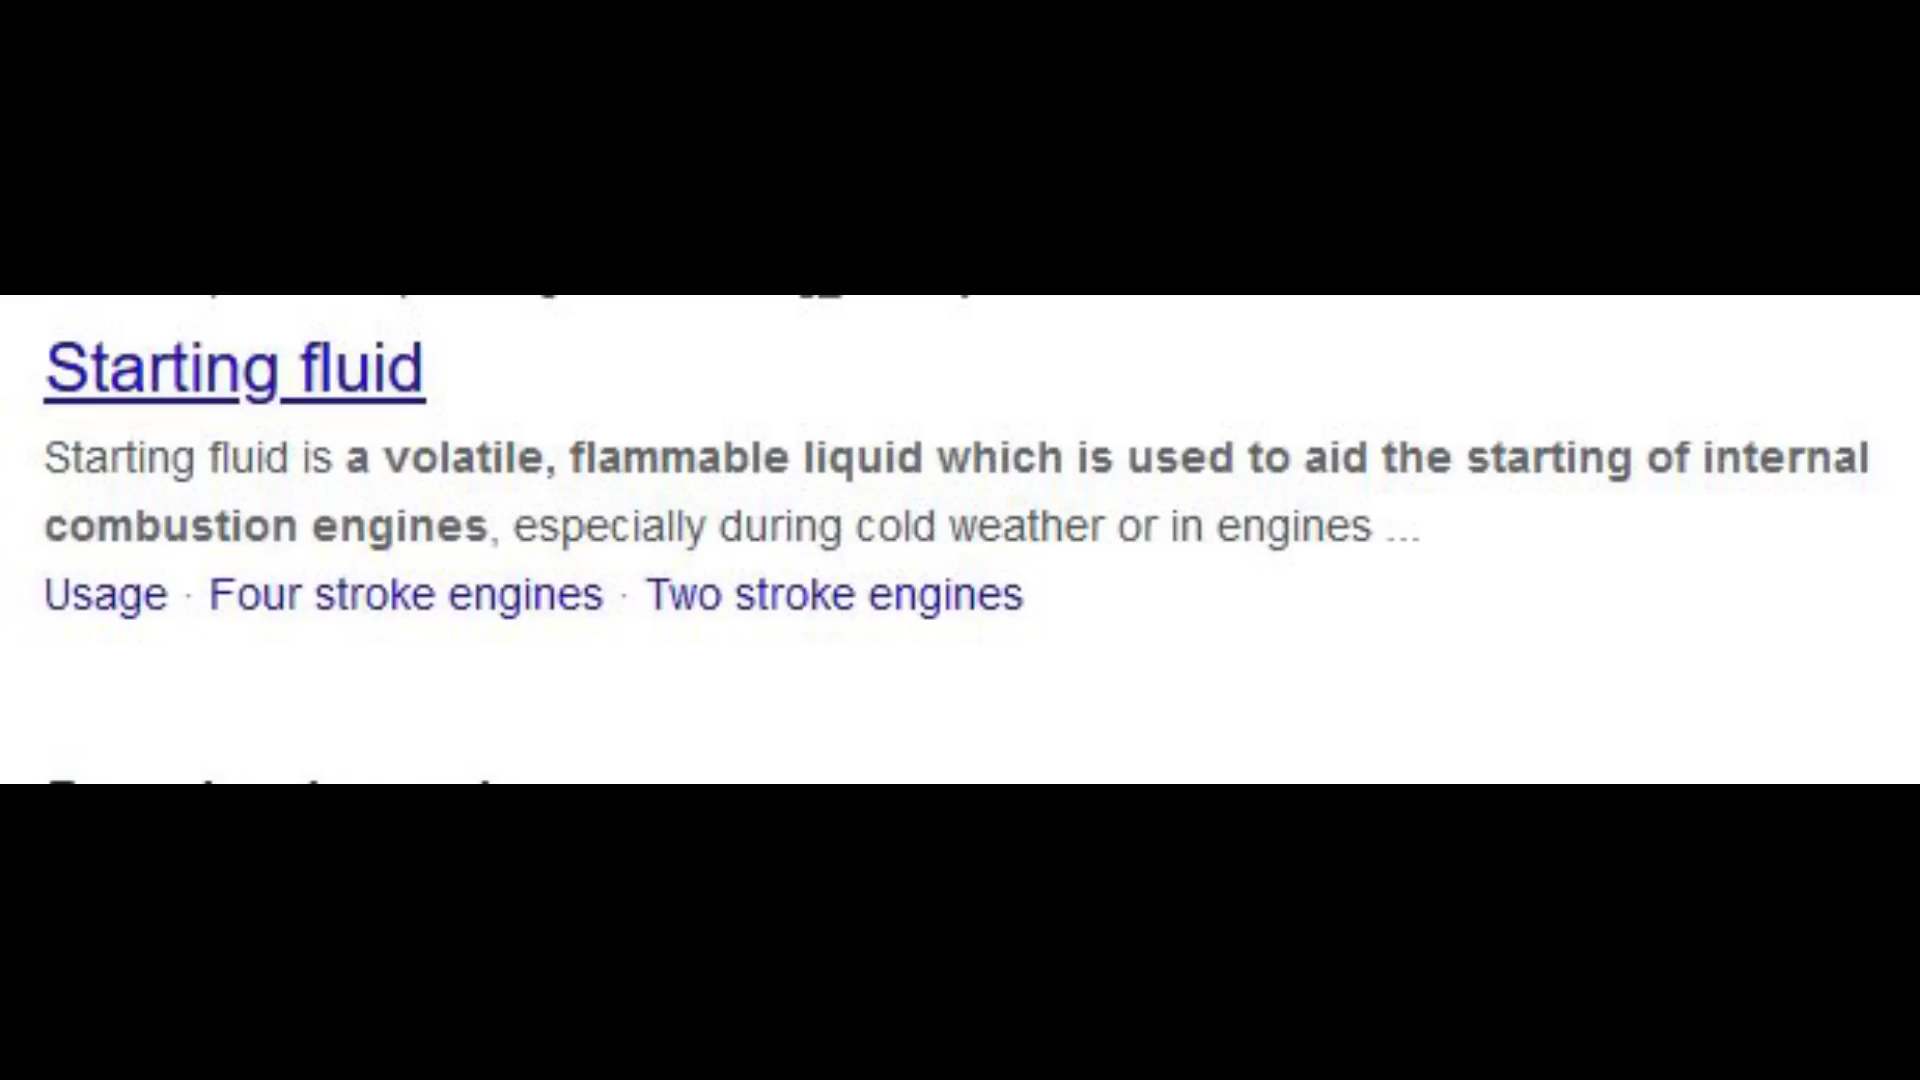 Starting fluid
Starting fluid is a volatile, flammable liquid which is used to aid the starting of internal
combustion engines, especially during cold weather or in engines ...
Usage · Four stroke engines · Two stroke engines